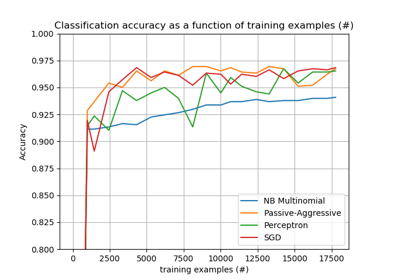 Classification accuracy as a function of training examples (#)
1.000
0.975
0.950
0.925
0.900
0.875
0.850
0.825
0.800
Accuracy
NB Multinomial
Passive-Aggressive
Perceptron
SGD
0 2500 5000 7500 10000 12500 15000 17500
training examples (#)